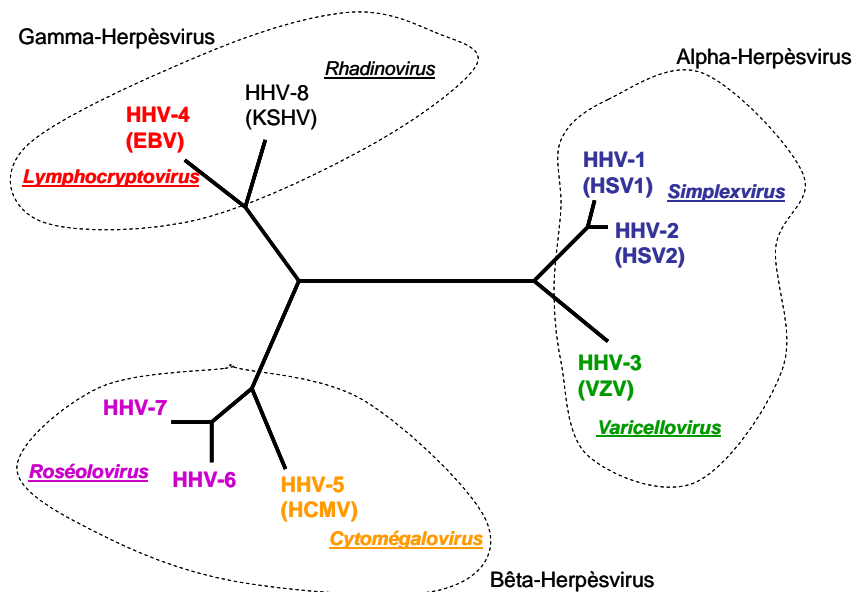 Gamma-Herpèsvirus
Rhadinovirus
HHV-8
(KSHV)
HHV-4
(EBV)
Lymphocryptovirus
Alpha-Herpèsvirus
HHV-1
(HSV1)
Simplexvirus
HHV-2
(HSV2)
HHV-3
(VZV)
Varicellovirus
HHV-7
Roséolovirus
HHV-6
HHV-5
(HCMV)
Cytomégalovirus
Bêta-Herpèsvirus